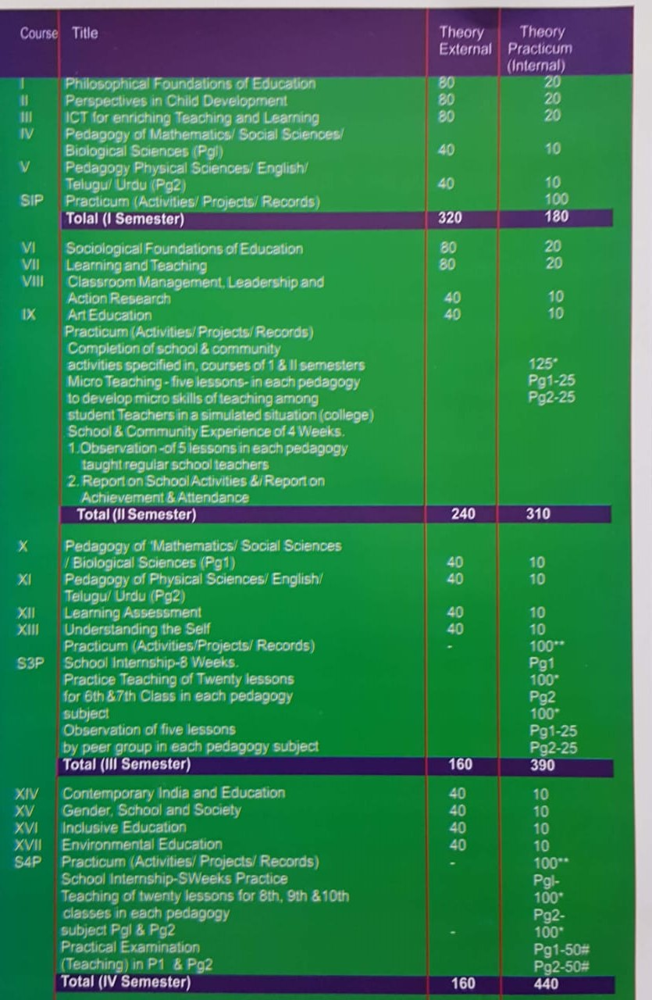 Course Title Theory External Theory Practicum (Internal)
I Philosophical Foundations of Education 80 20
II Perspectives in Child Development 80 20
III ICT for enriching Teaching and Learning 80 20
IV Pedagogy of Mathematics/ Social Sciences/
Biological Sciences (Pgl) 40 10
V Pedagogy Physical Sciences/ English/
Telugu/ Urdu (Pg2) 40 10
SIP Practicum (Activities/ Projects/ Records) 100
Tolal (I Semester) 320 180
VI Sociological Foundations of Education 80 20
VII Learning and Teaching 80 20
VIII Classroom Management, Leadership and
Action Research 40 10
IX Art Education 40 10
Practicum (Activities/ Projects/ Records)
Completion of school & community
activities specified in, courses of 1 & II semesters 125*
Micro Teaching - five lessons- in each pedagogy Pg1-25
to develop micro skills of teaching among Pg2-25
student Teachers in a simulated situation (college)
School & Community Experience of 4 Weeks.
1.Observation -of 5 lessons in each pedagogy
taught regular school teachers
2. Report on School Activities &/ Report on
Achievement & Attendance
Total (II Semester) 240 310
X Pedagogy of 'Mathematics/ Social Sciences
/ Biological Sciences (Pg1) 40 10
XI Pedagogy of Physical Sciences/ English/ 40 10
Telugu/ Urdu (Pg2)
XII Learning Assessment 40 10
XIII Understanding the Self 40 10
Practicum (Activities/Projects/ Records) - 100**
S3P School Internship-8 Weeks. Pg1
Practice Teaching of Twenty lessons 100*
for 6th &7th Class in each pedagogy Pg2
subject 100*
Observation of five lessons Pg1-25
by peer group in each pedagogy subject Pg2-25
Total (III Semester) 160 390
XIV Contemporary India and Education 40 10
XV Gender, School and Society 40 10
XVI Inclusive Education 40 10
XVII Environmental Education 40 10
S4P Practicum (Activities/ Projects/ Records) - 100**
School Internship-SWeeks Practice Pgl-
Teaching of twenty lessons for 8th, 9th &10th 100*
classes in each pedagogy Pg2-
subject Pgl & Pg2 - 100*
Practical Examination Pg1-50#
(Teaching) in P1 & Pg2 Pg2-50#
Total (IV Semester) 160 440